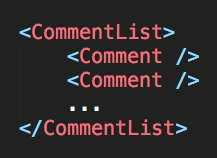 <CommentList>
    <Comment />
    <Comment />
    ...
</CommentList>